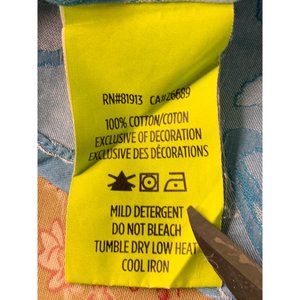 RN#81913 CA#26689
100% COTTON/COTON
EXCLUSIVE OF DECORATION
EXCLUSIVE DES DÉCORATIONS
MILD DETERGENT
DO NOT BLEACH
TUMBLE DRY LOW HEAT
COOL IRON